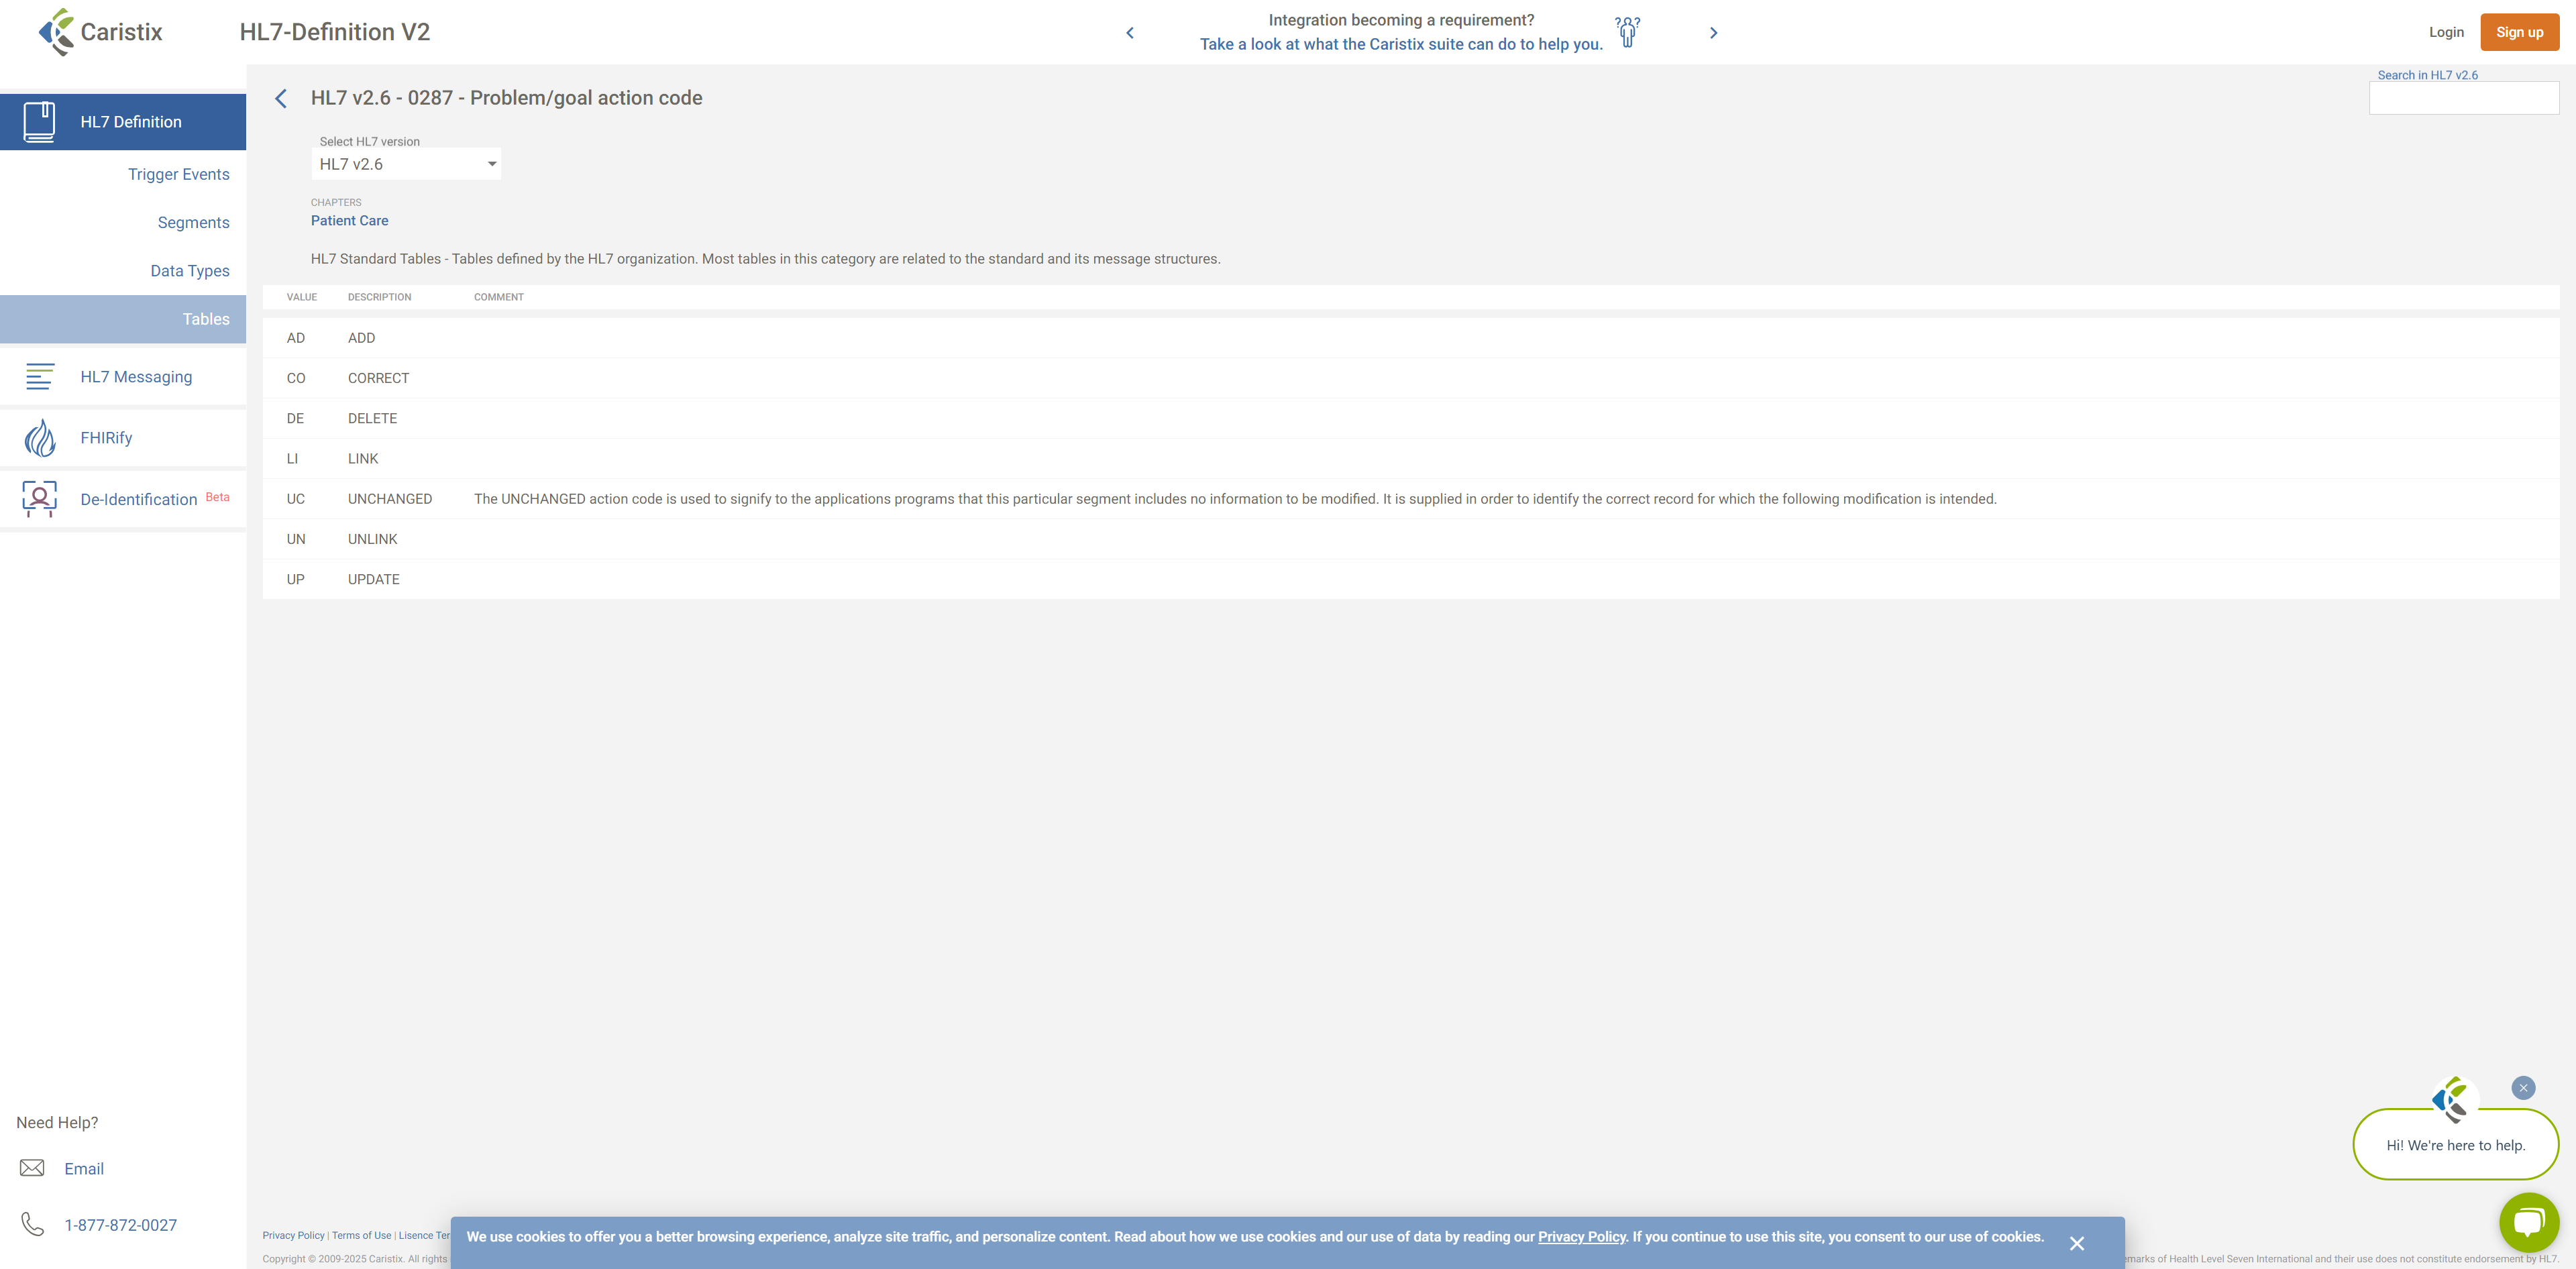 Caristix
HL7-Definition V2
Integration becoming a requirement?
Take a look at what the Caristix suite can do to help you.
Login
Sign up
HL7 Definition
Trigger Events
Segments
Data Types
Tables
HL7 Messaging
FHIRify
De-Identification Beta
Need Help?
Email
1-877-872-0027
HL7 v2.6 - 0287 - Problem/goal action code
Search in HL7 v2.6
Select HL7 version
HL7 v2.6
CHAPTERS
Patient Care
HL7 Standard Tables - Tables defined by the HL7 organization. Most tables in this category are related to the standard and its message structures.
VALUE DESCRIPTION COMMENT
AD ADD
CO CORRECT
DE DELETE
LI LINK
UC UNCHANGED The UNCHANGED action code is used to signify to the applications programs that this particular segment includes no information to be modified. It is supplied in order to identify the correct record for which the following modification is intended.
UN UNLINK
UP UPDATE
Hi! We're here to help.
Privacy Policy | Terms of Use | Lisence Ter
We use cookies to offer you a better browsing experience, analyze site traffic, and personalize content. Read about how we use cookies and our use of data by reading our Privacy Policy. If you continue to use this site, you consent to our use of cookies.
Copyright © 2009-2025 Caristix. All rights
emarks of Health Level Seven International and their use does not constitute endorsement by HL7.